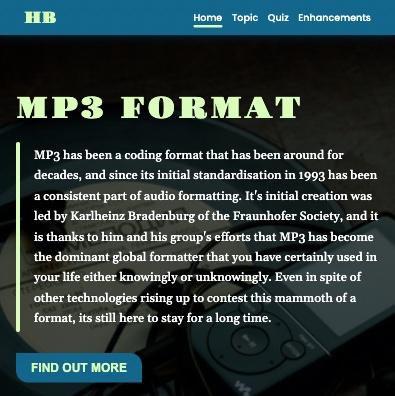 HB
Home Topic Quiz Enhancements
MP3 FORMAT
MP3 has been a coding format that has been around for
decades, and since its initial standardisation in 1993 has been
a consistent part of audio formatting. It's initial creation was
led by Karlheinz Bradenburg of the Fraunhofer Society, and it
is thanks to him and his group's efforts that MP3 has become
the dominant global formatter that you have certainly used in
your life either knowingly or unknowingly. Even in spite of
other technologies rising up to contest this mammoth of a
format, its still here to stay for a long time.
FIND OUT MORE